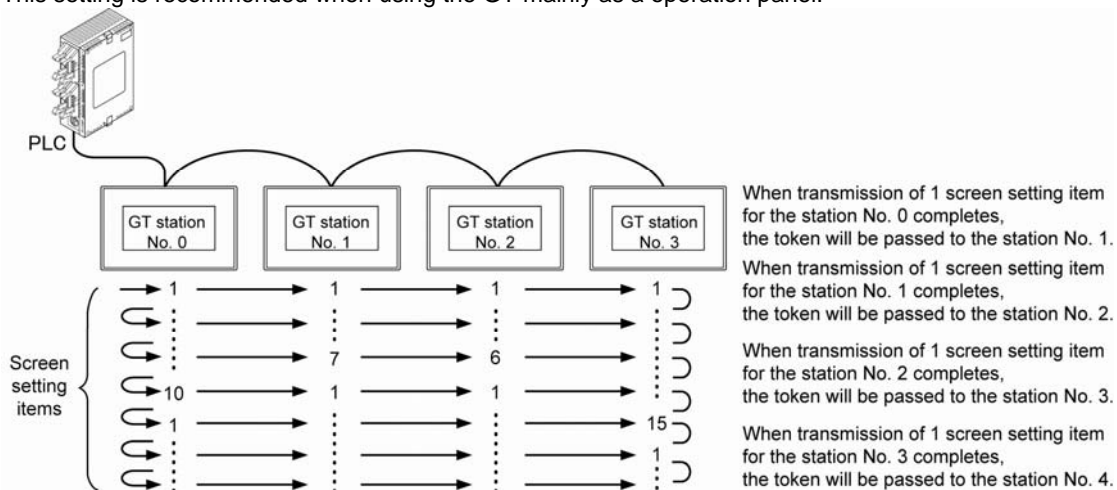 This setting is recommended when using the GT mainly as a operation panel.
PLC
GT station
No. 0
GT station
No. 1
GT station
No. 2
GT station
No. 3
When transmission of 1 screen setting item
for the station No. 0 completes,
the token will be passed to the station No. 1.
When transmission of 1 screen setting item
for the station No. 1 completes,
the token will be passed to the station No. 2.
When transmission of 1 screen setting item
for the station No. 2 completes,
the token will be passed to the station No. 3.
When transmission of 1 screen setting item
for the station No. 3 completes,
the token will be passed to the station No. 4.
Screen
setting
items
1 1 1 1
7 6
10 1 1
1 15
1